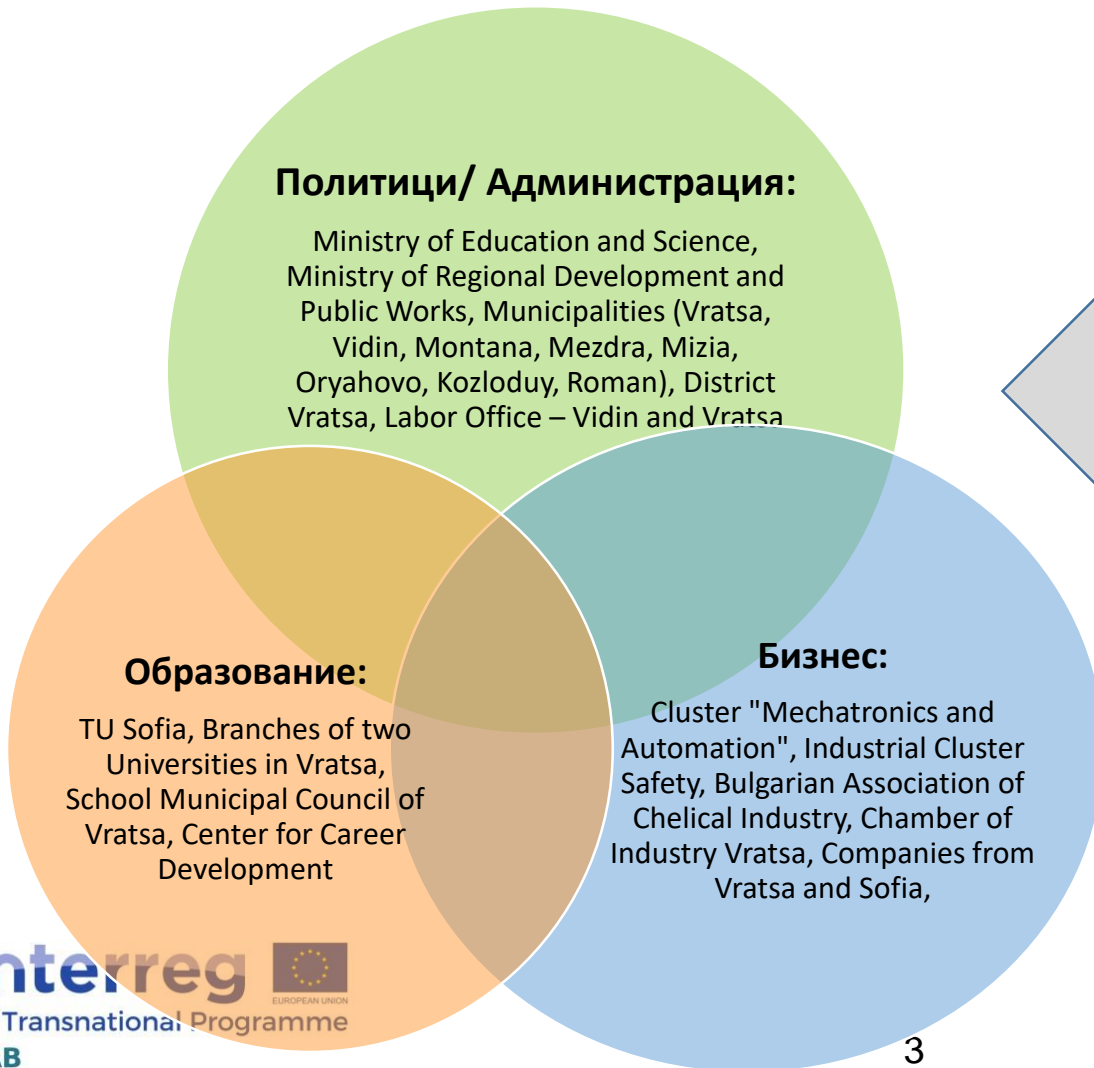 Политици/ Администрация:
Ministry of Education and Science,
Ministry of Regional Development and
Public Works, Municipalities (Vratsa,
Vidin, Montana, Mezdra, Mizia,
Oryahovo, Kozloduy, Roman), District
Vratsa, Labor Office – Vidin and Vratsa
Образование:
TU Sofia, Branches of two
Universities in Vratsa,
School Municipal Council of
Vratsa, Center for Career
Development
Бизнес:
Cluster "Mechatronics and
Automation", Industrial Cluster
Safety, Bulgarian Association of
Chelical Industry, Chamber of
Industry Vratsa, Companies from
Vratsa and Sofia,
nterreg
EUROPEAN UNION
Transnational Programme
AB
3